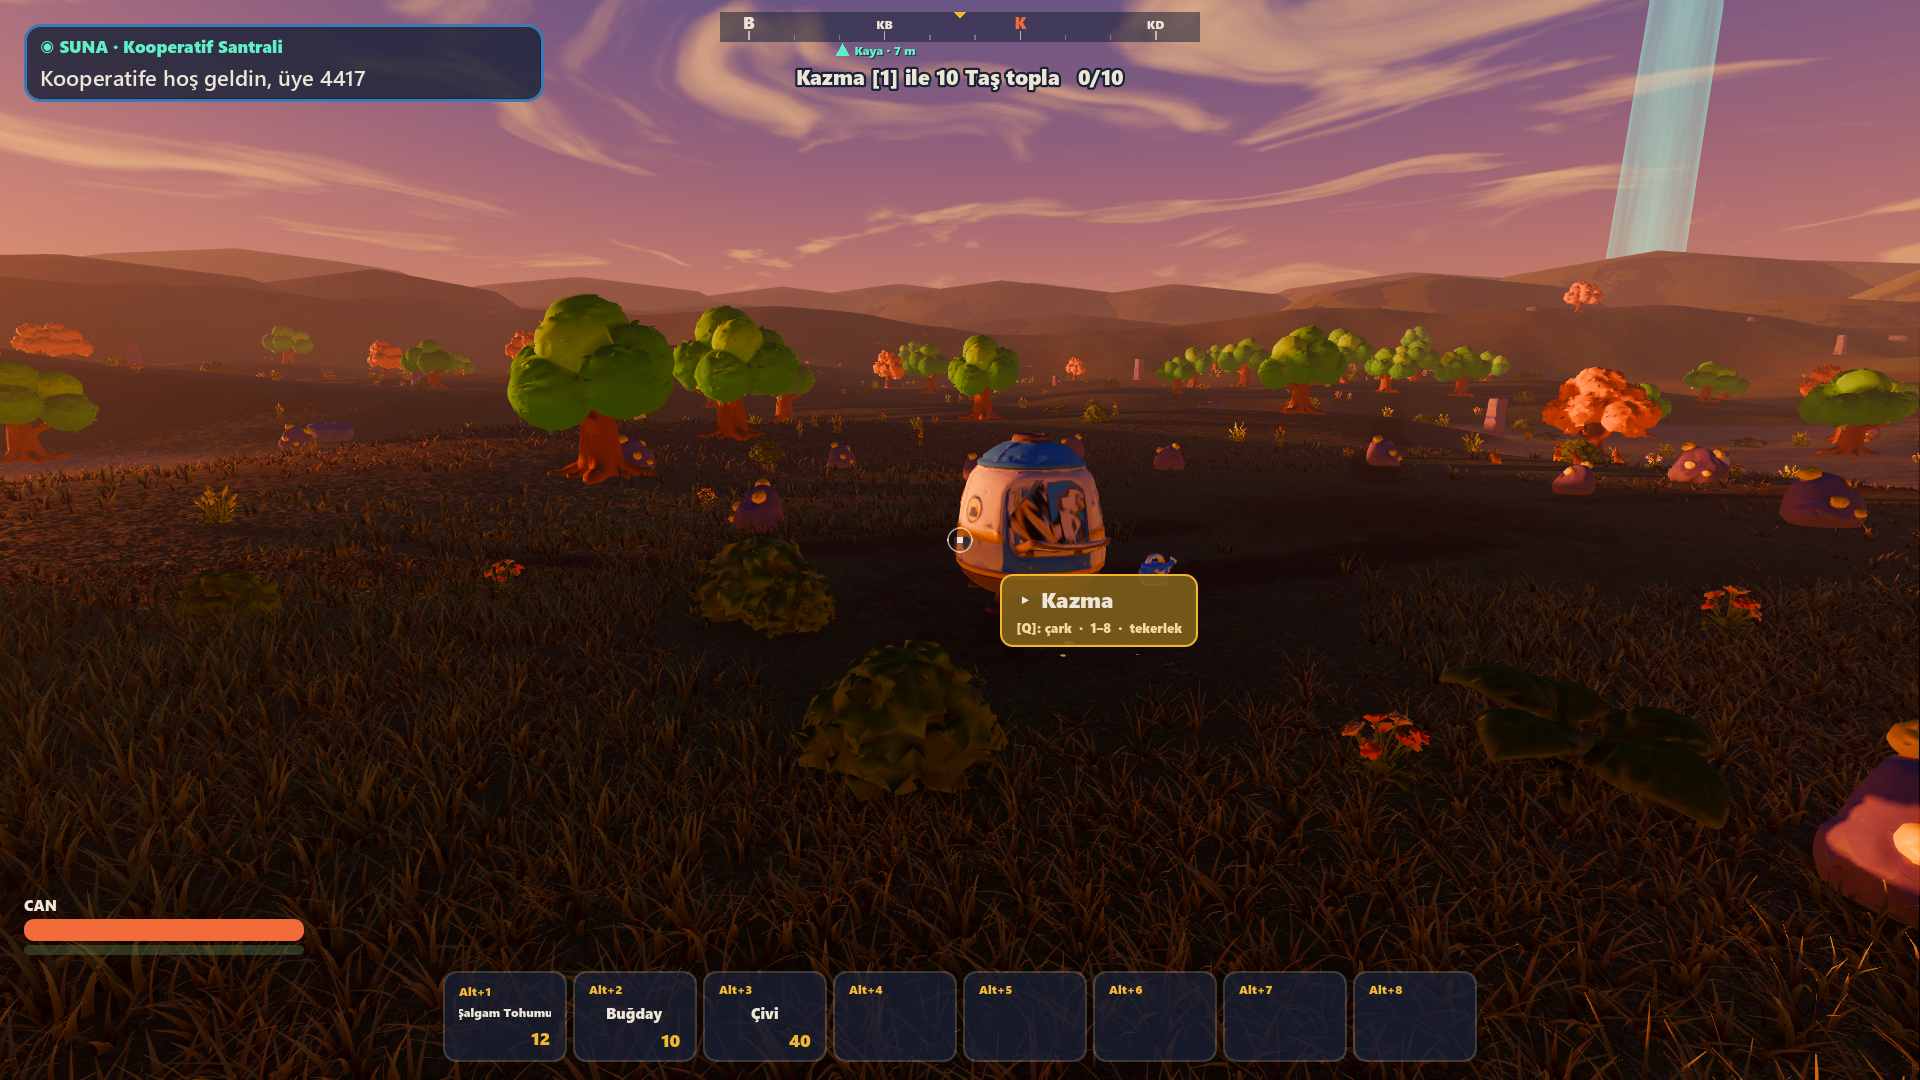 ◉ SUNA · Kooperatif Santrali
Kooperatife hoş geldin, üye 4417
B KB K KD
Kaya · 7 m
Kazma [1] ile 10 Taş topla 0/10
Kazma
[Q]: çark · 1–8 · tekerlek
CAN
Alt+1 Alt+2 Alt+3 Alt+4 Alt+5 Alt+6 Alt+7 Alt+8
Şalgam Tohumu Buğday Çivi
12 10 40